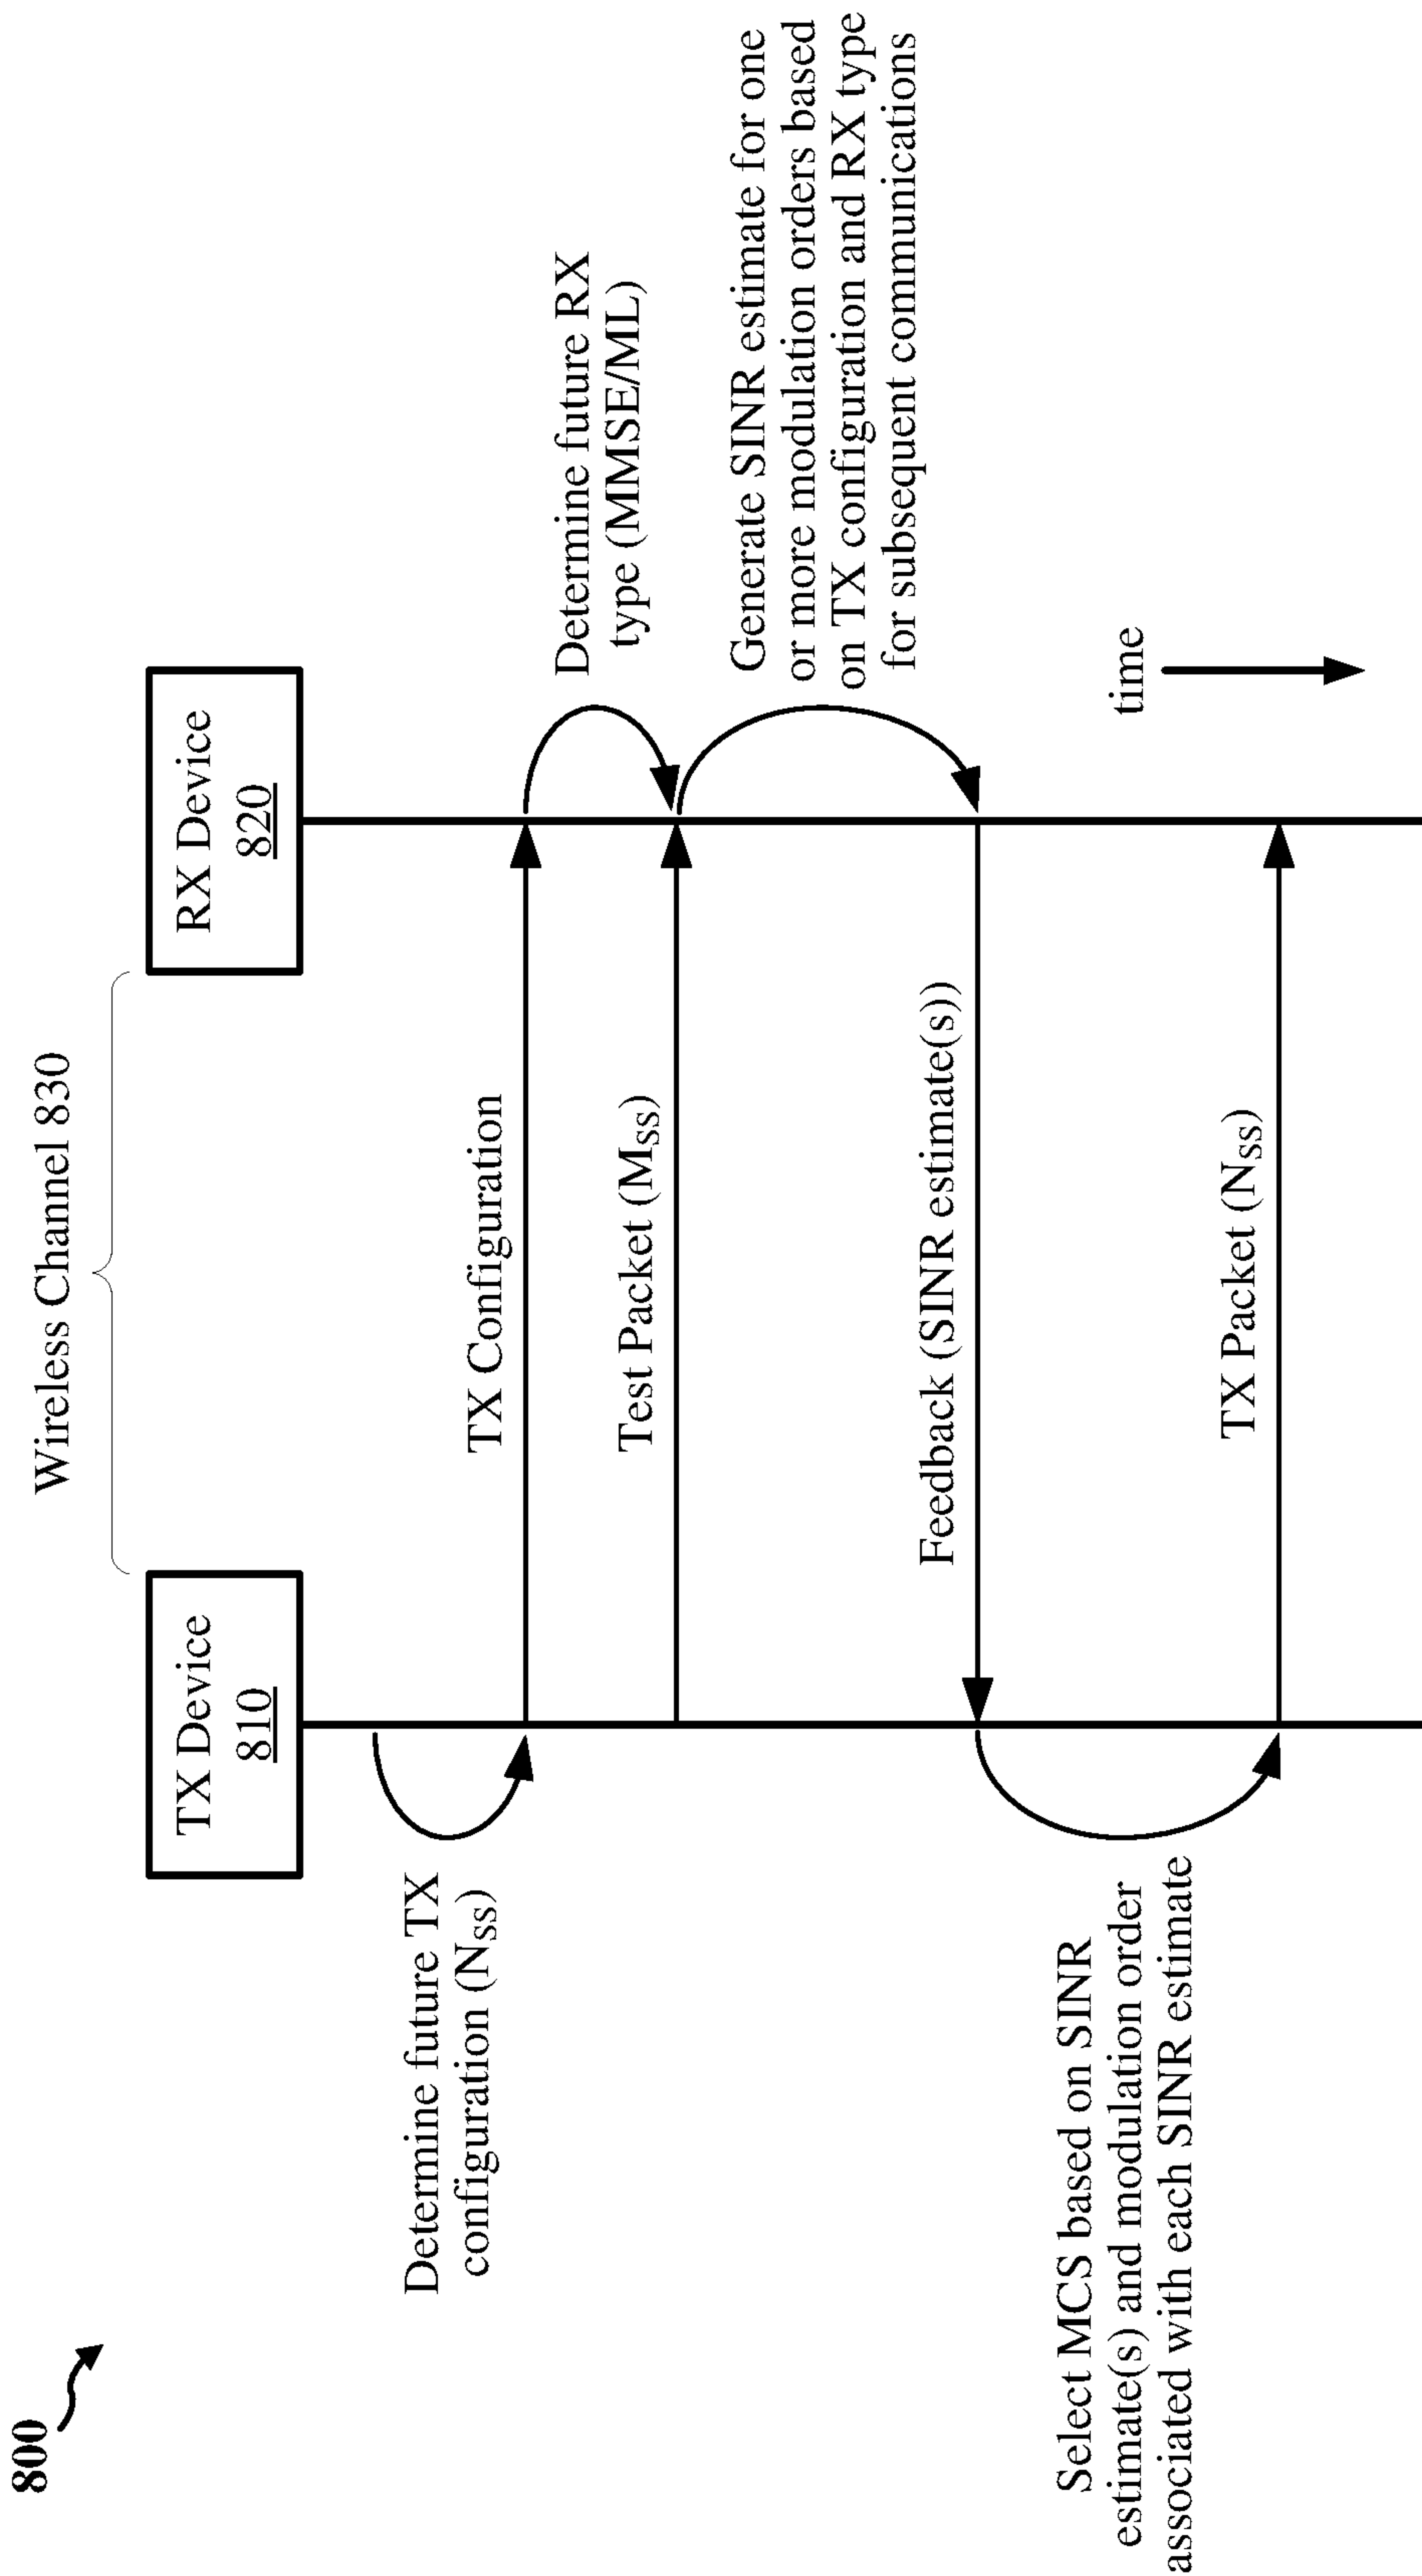 800
Wireless Channel 830
TX Device
810
RX Device
820
Determine future TX
configuration (NSS)
TX Configuration
Determine future RX
type (MMSE/ML)
Test Packet (MSS)
Generate SINR estimate for one
or more modulation orders based
on TX configuration and RX type
for subsequent communications
Feedback (SINR estimate(s))
Select MCS based on SINR
estimate(s) and modulation order
associated with each SINR estimate
TX Packet (NSS)
time